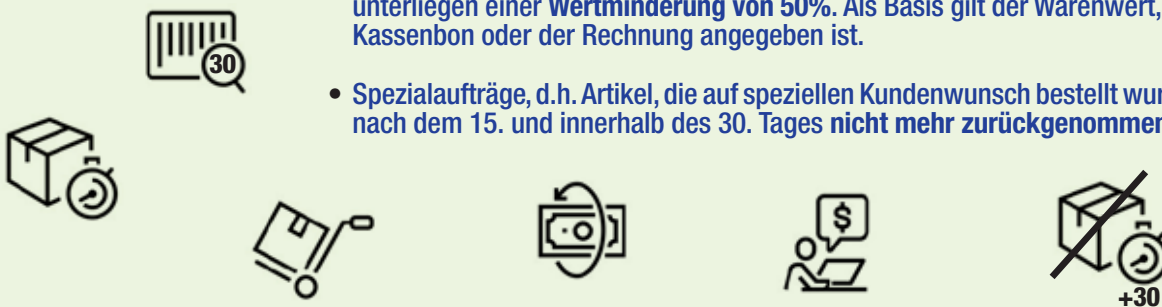 unterliegen einer Wertminderung von 50%. Als Basis gilt der Warenwert,
Kassenbon oder der Rechnung angegeben ist.
30
• Spezialaufträge, d.h. Artikel, die auf speziellen Kundenwunsch bestellt wur
nach dem 15. und innerhalb des 30. Tages nicht mehr zurückgenommen
$
+30